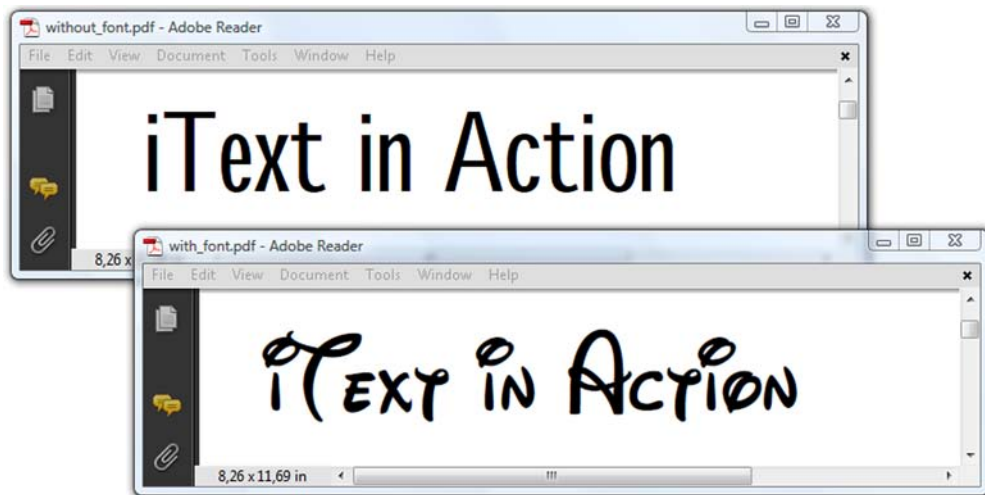 without_font.pdf - Adobe Reader
File Edit View Document Tools Window Help
iText in Action
8,26 x
with_font.pdf - Adobe Reader
File Edit View Document Tools Window Help
iText in Action
8,26 x 11,69 in